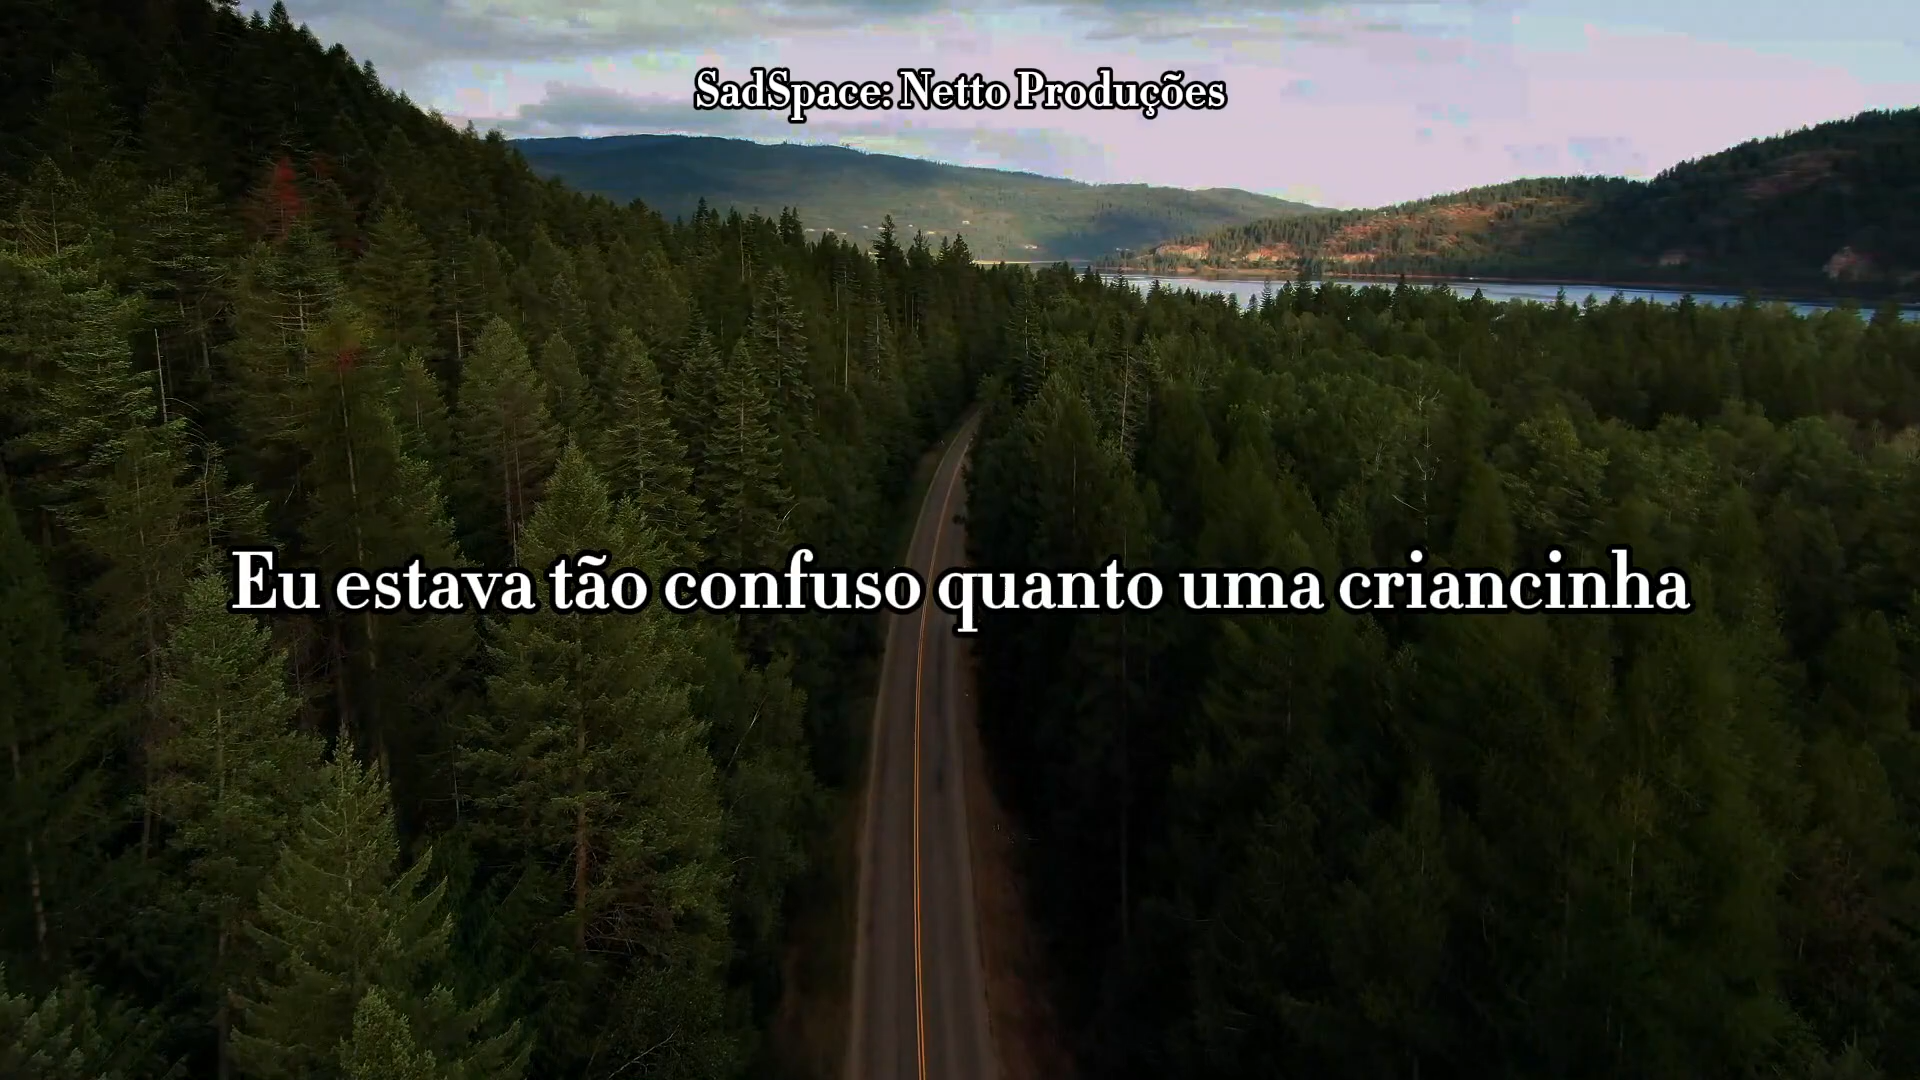 SadSpace: Netto Produções
Eu estava tão confuso quanto uma criancinha